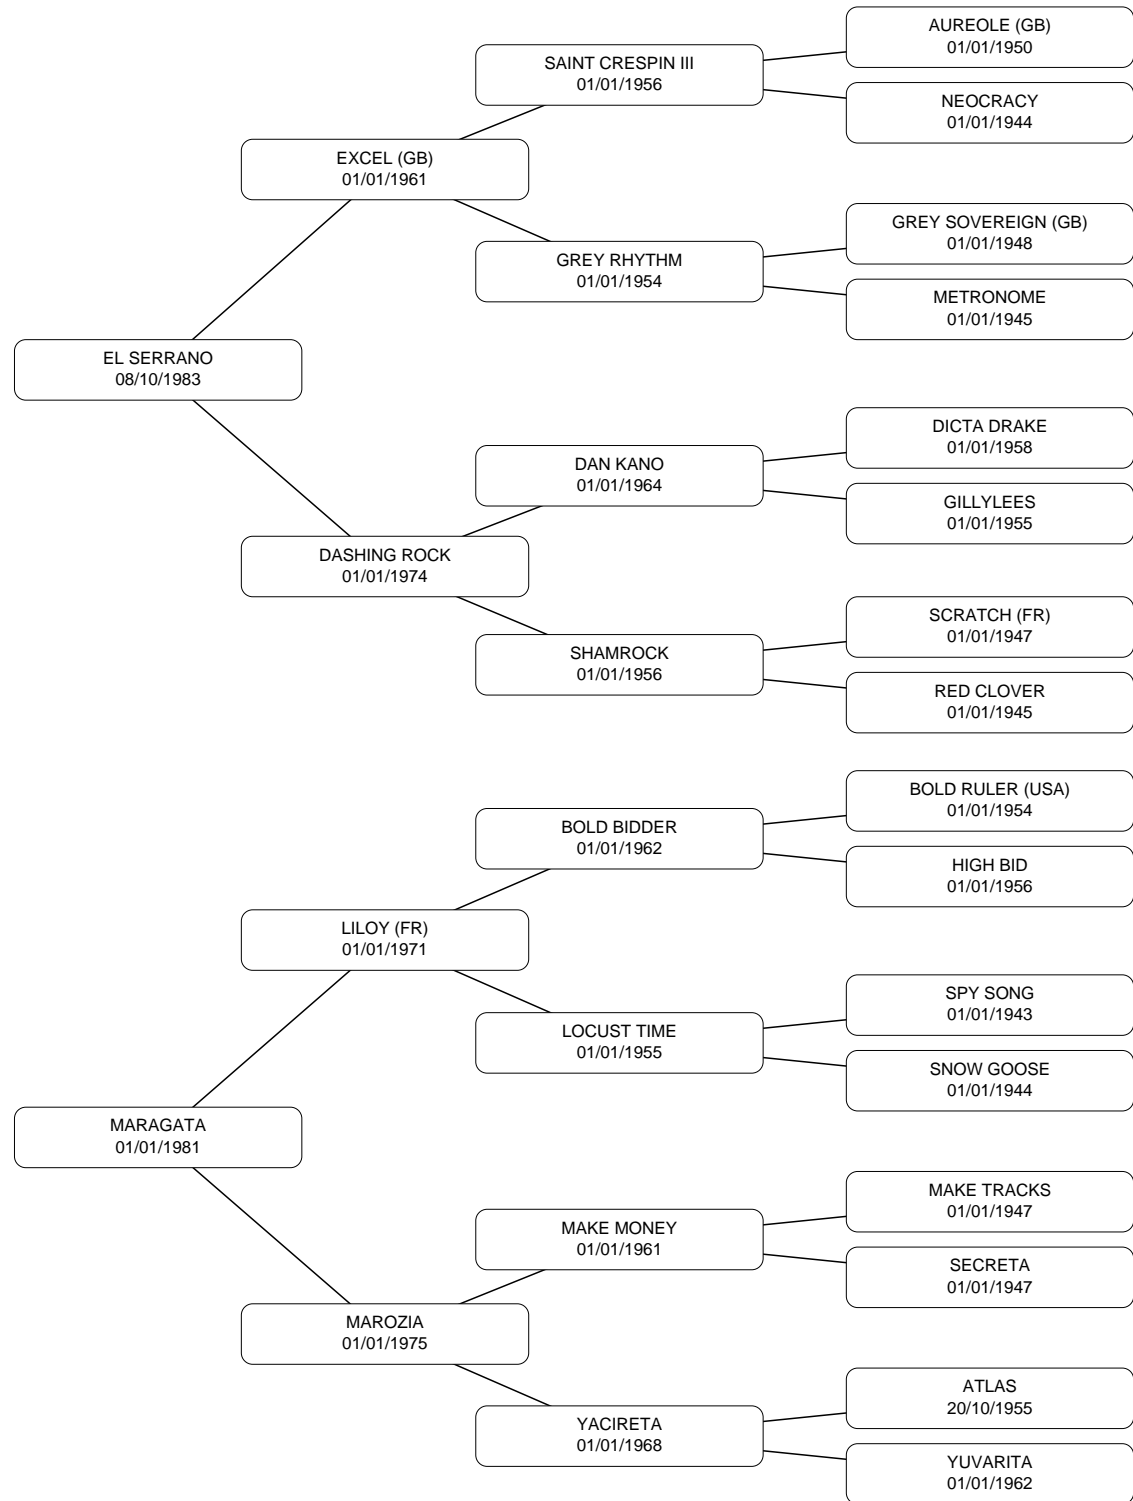 AUREOLE (GB)
01/01/1950
SAINT CRESPIN III
01/01/1956
NEOCRACY
01/01/1944
EXCEL (GB)
01/01/1961
GREY SOVEREIGN (GB)
01/01/1948
GREY RHYTHM
01/01/1954
METRONOME
01/01/1945
EL SERRANO
08/10/1983
DICTA DRAKE
01/01/1958
DAN KANO
01/01/1964
GILLYLEES
01/01/1955
DASHING ROCK
01/01/1974
SCRATCH (FR)
01/01/1947
SHAMROCK
01/01/1956
RED CLOVER
01/01/1945
BOLD RULER (USA)
01/01/1954
BOLD BIDDER
01/01/1962
HIGH BID
01/01/1956
LILOY (FR)
01/01/1971
SPY SONG
01/01/1943
LOCUST TIME
01/01/1955
SNOW GOOSE
01/01/1944
MARAGATA
01/01/1981
MAKE TRACKS
01/01/1947
MAKE MONEY
01/01/1961
SECRETA
01/01/1947
MAROZIA
01/01/1975
ATLAS
20/10/1955
YACIRETA
01/01/1968
YUVARITA
01/01/1962